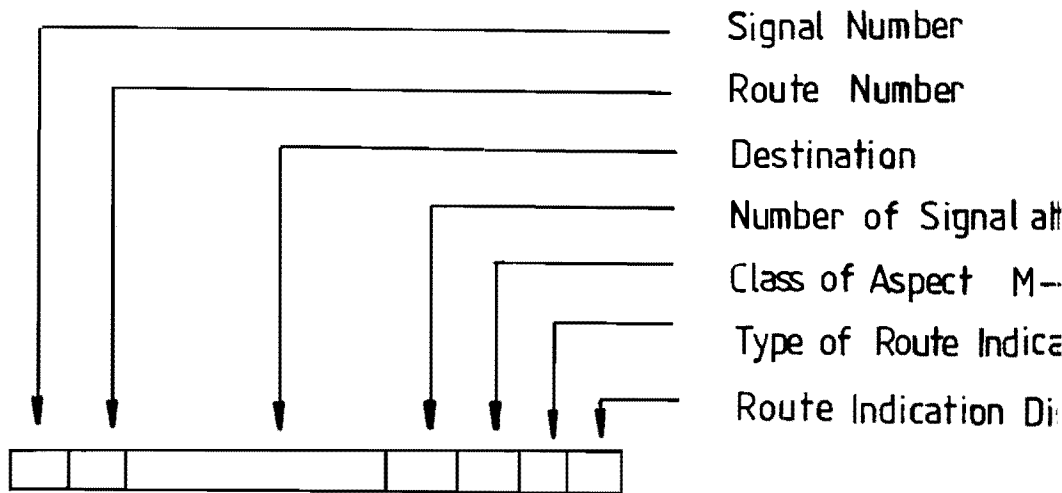 Signal Number
Route Number
Destination
Number of Signal
Class of Aspect M-
Type of Route
Route Indication